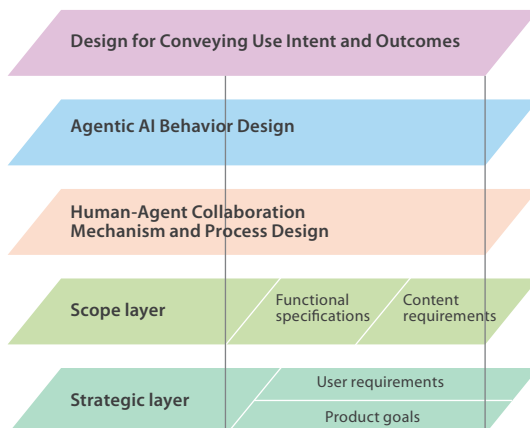 Design for Conveying Use Intent and Outcomes
Agentic AI Behavior Design
Human-Agent Collaboration
Mechanism and Process Design
Scope layer
Functional
specifications
Content
requirements
Strategic layer
User requirements
Product goals